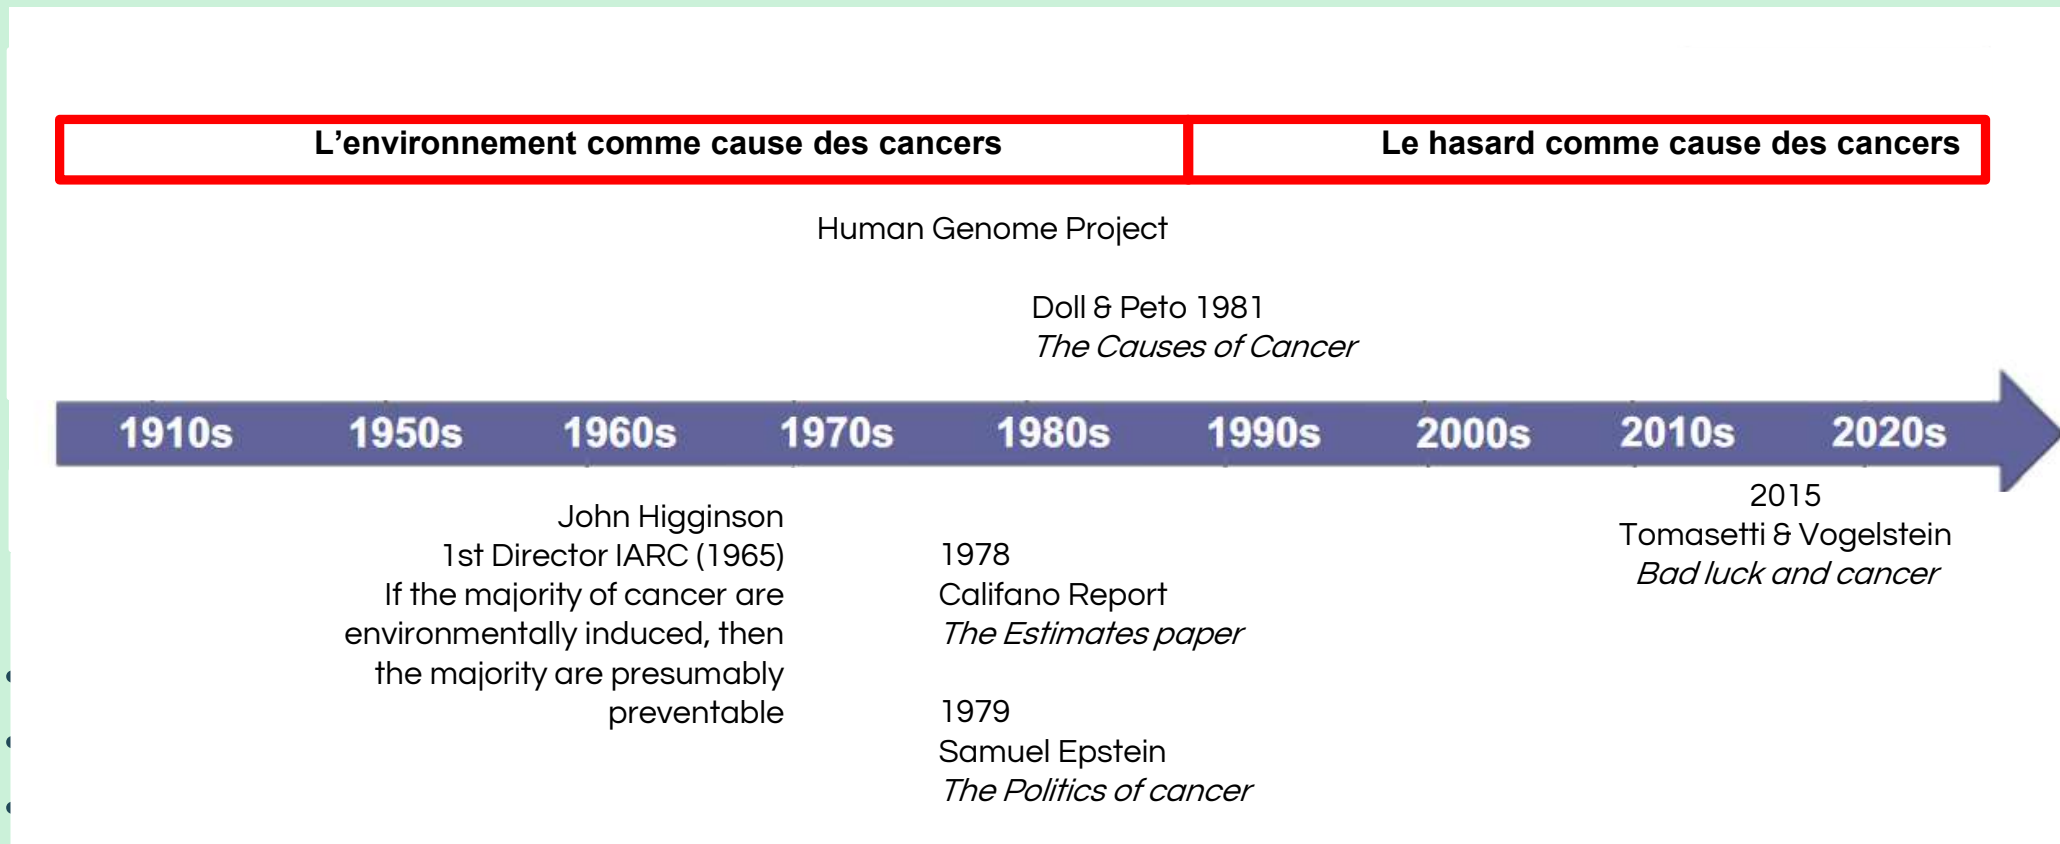 L’environnement comme cause des cancers
Le hasard comme cause des cancers
Human Genome Project
Doll & Peto 1981
The Causes of Cancer
1910s 1950s 1960s 1970s 1980s 1990s 2000s 2010s 2020s
John Higginson
1st Director IARC (1965)
If the majority of cancer are
environmentally induced, then
the majority are presumably
preventable
1978
Califano Report
The Estimates paper
1979
Samuel Epstein
The Politics of cancer
2015
Tomasetti & Vogelstein
Bad luck and cancer